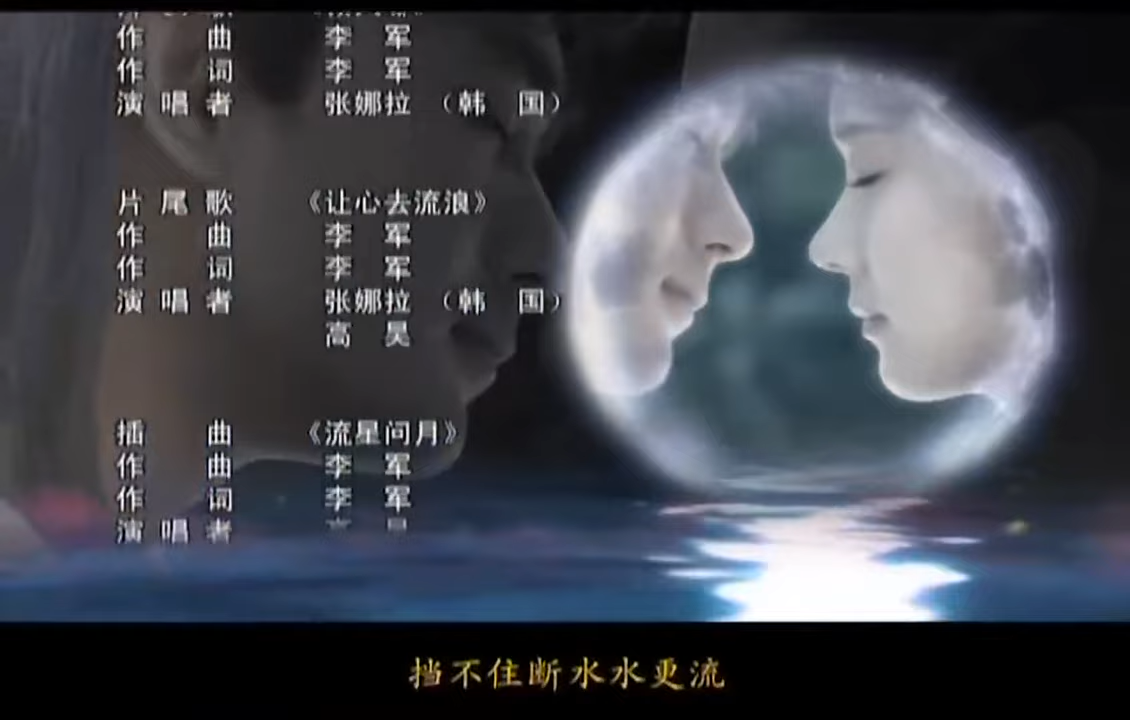 作 曲 李 军
作 词 李 军
演 唱 者 张娜拉 (韩 国)
片 尾 歌 《让心去流浪》
作 曲 李 军
作 词 李 军
演 唱 者 张娜拉 (韩 国)
高 昊
插 曲 《流星问月》
作 曲 李 军
作 词 李 军
演 唱 者
挡不住断水水更流